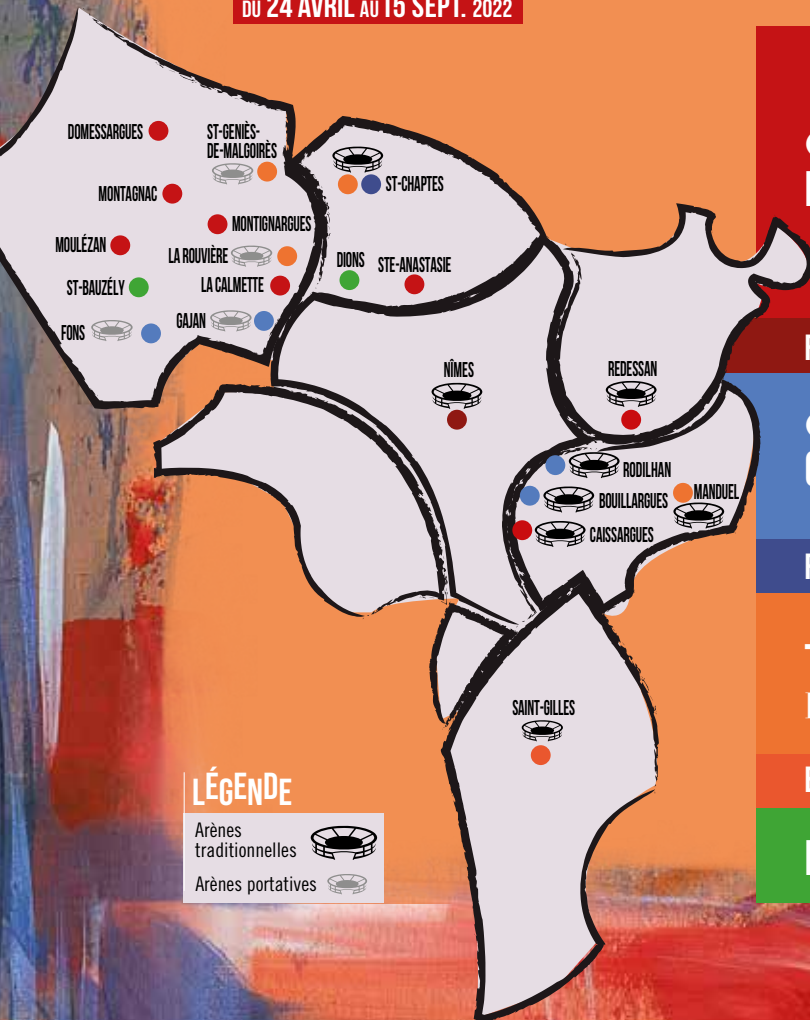 DU 24 AVRIL AU 15 SEPT. 2022
DOMESSARGUES
ST-GENIÈS-
DE-MALGOIRÈS
ST-CHAPTES
MONTAGNAC
MONTIGNARGUES
MOULÉZAN
LA ROUVIÈRE
DIONS
STE-ANASTASIE
ST-BAUZÉLY
LA CALMETTE
FONS
GAJAN
NÎMES
REDESSAN
RODILHAN
BOUILLARGUES
MANDUEL
CAISSARGUES
SAINT-GILLES
LÉGENDE
Arènes
traditionnelles
Arènes portatives